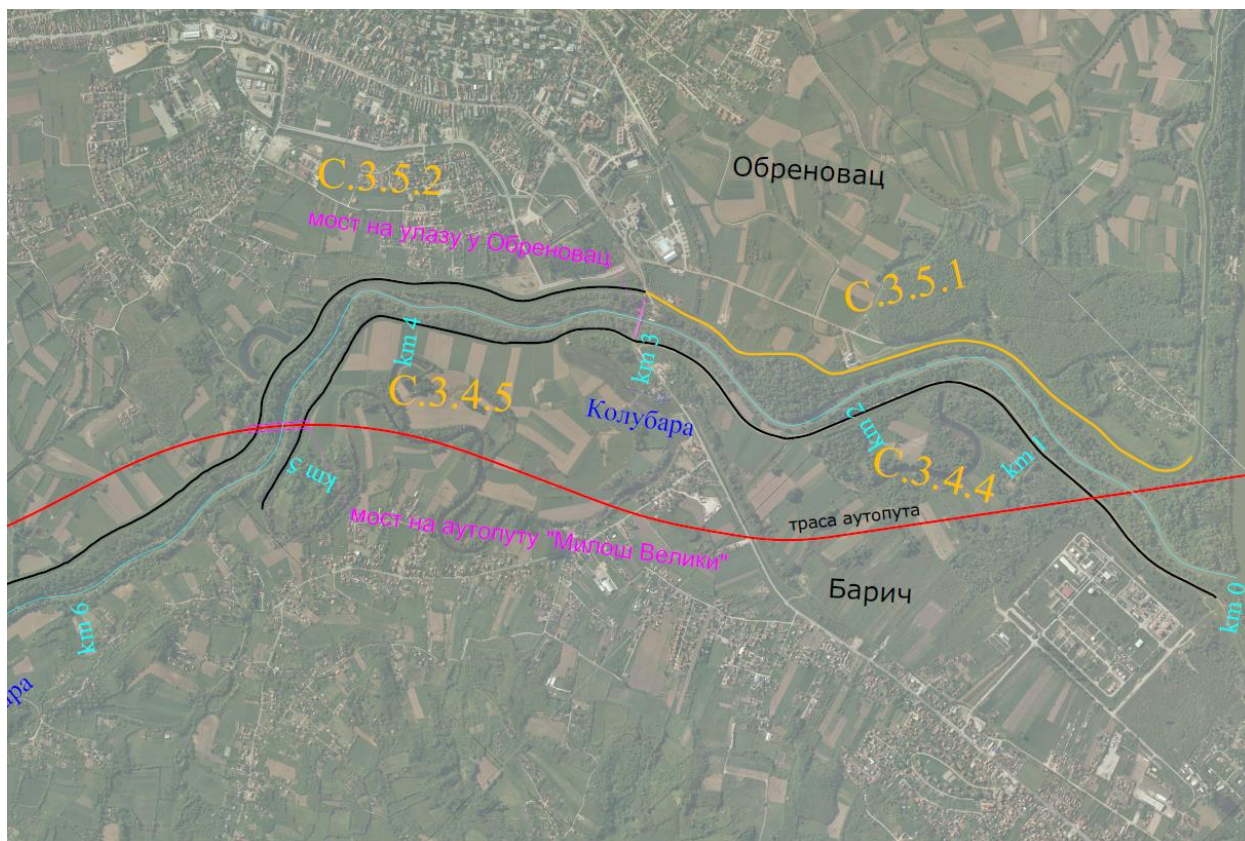 Обреновац
С.3.5.2
мост на улазу у Обреновац
С.3.5.1
km 4
km 3
С.3.4.5
Колубара
km 2
С.3.4.4
km 1
km 5
траса аутопута
мост на аутопуту "Милош Велики"
Барич
km 0
km 6